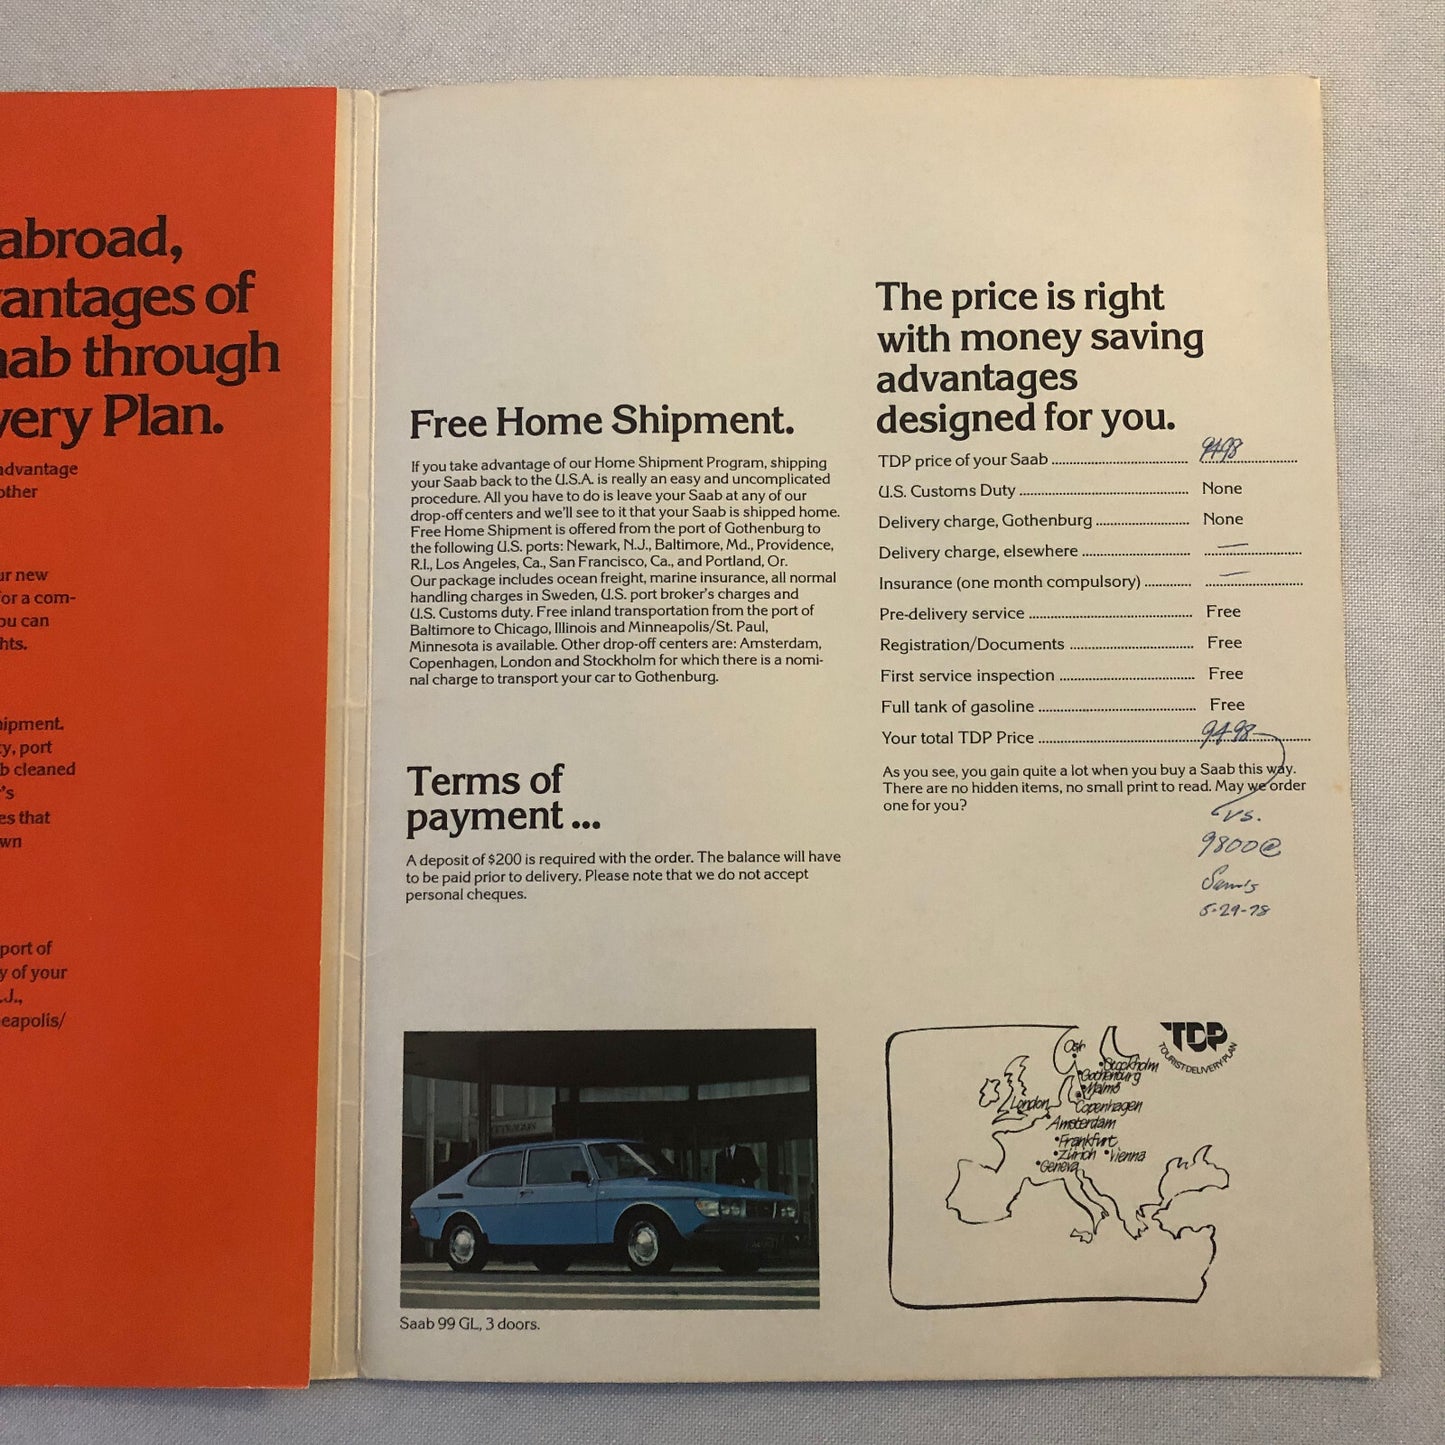 abroad,
antages of
aab through
very Plan.
advantage
other
ur new
for a com-
ou can
hts.
hipment.
ty, port
b cleaned
r's
es that
wn
port of
y of your
.J.,
eapolis/
Free Home Shipment.
If you take advantage of our Home Shipment Program, shipping
your Saab back to the U.S.A. is really an easy and uncomplicated
procedure. All you have to do is leave your Saab at any of our
drop-off centers and we'll see to it that your Saab is shipped home.
Free Home Shipment is offered from the port of Gothenburg to
the following U.S. ports: Newark, N.J., Baltimore, Md., Providence,
R.I., Los Angeles, Ca., San Francisco, Ca., and Portland, Or.
Our package includes ocean freight, marine insurance, all normal
handling charges in Sweden, U.S. port broker's charges and
U.S. Customs duty. Free inland transportation from the port of
Baltimore to Chicago, Illinois and Minneapolis/St. Paul,
Minnesota is available. Other drop-off centers are: Amsterdam,
Copenhagen, London and Stockholm for which there is a nomi-
nal charge to transport your car to Gothenburg.
Terms of
payment ...
A deposit of $200 is required with the order. The balance will have
to be paid prior to delivery. Please note that we do not accept
personal cheques.
Saab 99 GL, 3 doors.
The price is right
with money saving
advantages
designed for you.
TDP price of your Saab 9498
U.S. Customs Duty None
Delivery charge, Gothenburg None
Delivery charge, elsewhere —
Insurance (one month compulsory) —
Pre-delivery service Free
Registration/Documents Free
First service inspection Free
Full tank of gasoline Free
Your total TDP Price 9498
As you see, you gain quite a lot when you buy a Saab this way.
There are no hidden items, no small print to read. May we order
one for you?
vs.
9800@
5-29-78
TDP
TOURIST DELIVERY PLAN
Stockholm
Gothenburg
Malmö
London
Copenhagen
Amsterdam
Frankfurt
Zürich
Vienna
Geneva